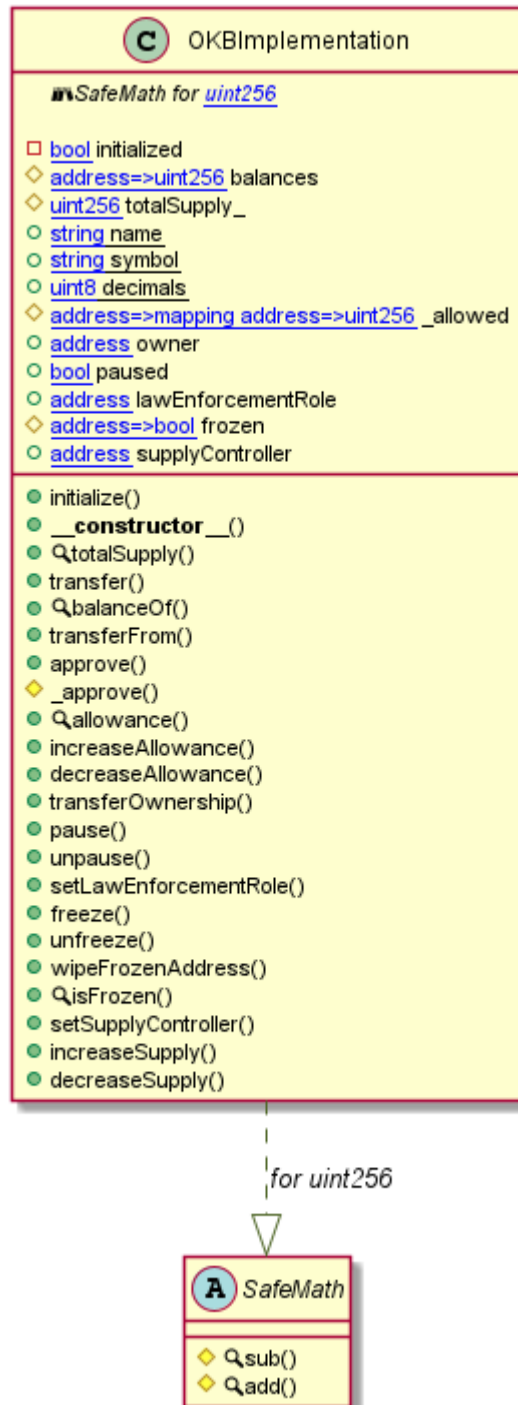 C OKBImplementation
SafeMath for uint256
bool initialized
address=>uint256 balances
uint256 totalSupply_
string name
string symbol
uint8 decimals
address=>mapping address=>uint256 _allowed
address owner
bool paused
address lawEnforcementRole
address=>bool frozen
address supplyController
initialize()
__constructor__()
totalSupply()
transfer()
balanceOf()
transferFrom()
approve()
_approve()
allowance()
increaseAllowance()
decreaseAllowance()
transferOwnership()
pause()
unpause()
setLawEnforcementRole()
freeze()
unfreeze()
wipeFrozenAddress()
isFrozen()
setSupplyController()
increaseSupply()
decreaseSupply()
for uint256
A SafeMath
sub()
add()